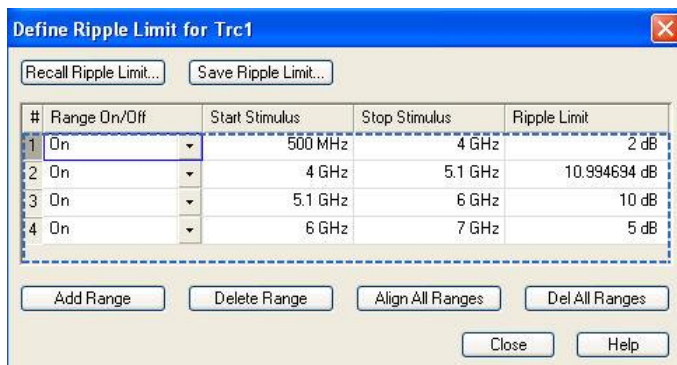 Define Ripple Limit for Trc1
Recall Ripple Limit... Save Ripple Limit...
# Range On/Off Start Stimulus Stop Stimulus Ripple Limit
1 On 500 MHz 4 GHz 2 dB
2 On 4 GHz 5.1 GHz 10.994694 dB
3 On 5.1 GHz 6 GHz 10 dB
4 On 6 GHz 7 GHz 5 dB
Add Range Delete Range Align All Ranges Del All Ranges
Close Help